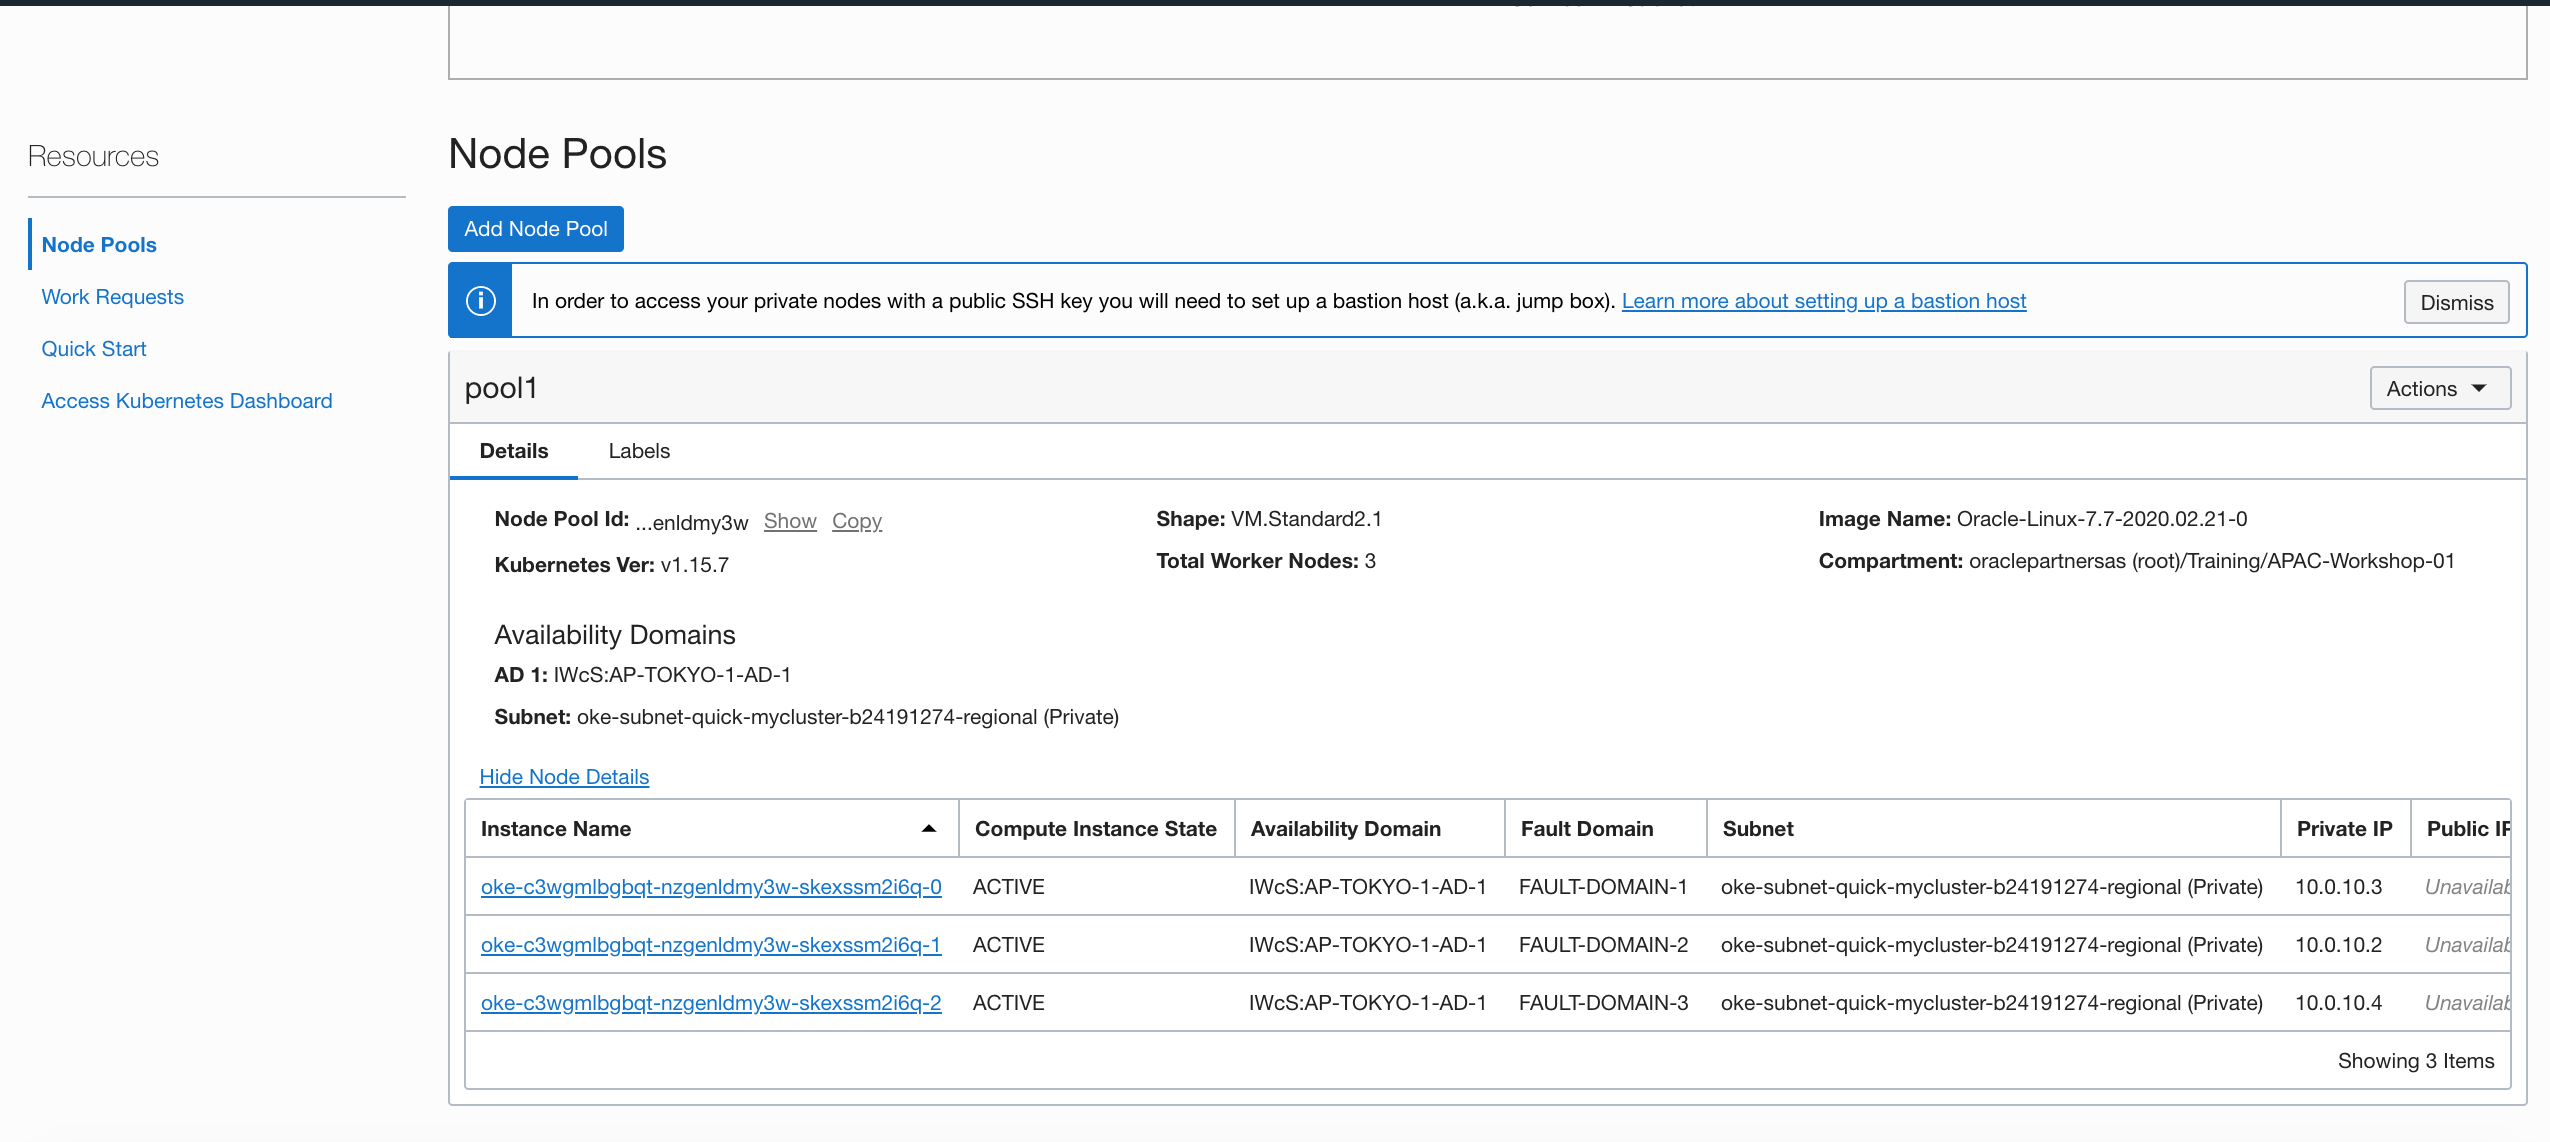 Resources
Node Pools
Work Requests
Quick Start
Access Kubernetes Dashboard
Node Pools
Add Node Pool
In order to access your private nodes with a public SSH key you will need to set up a bastion host (a.k.a. jump box). Learn more about setting up a bastion host
Dismiss
pool1
Actions
Details Labels
Node Pool Id: ...enldmy3w Show Copy
Kubernetes Ver: v1.15.7
Shape: VM.Standard2.1
Total Worker Nodes: 3
Image Name: Oracle-Linux-7.7-2020.02.21-0
Compartment: oraclepartnersas (root)/Training/APAC-Workshop-01
Availability Domains
AD 1: IWcS:AP-TOKYO-1-AD-1
Subnet: oke-subnet-quick-mycluster-b24191274-regional (Private)
Hide Node Details
Instance Name Compute Instance State Availability Domain Fault Domain Subnet Private IP Public IP
oke-c3wgmlbgbqt-nzgenldmy3w-skexssm2i6q-0 ACTIVE IWcS:AP-TOKYO-1-AD-1 FAULT-DOMAIN-1 oke-subnet-quick-mycluster-b24191274-regional (Private) 10.0.10.3
oke-c3wgmlbgbqt-nzgenldmy3w-skexssm2i6q-1 ACTIVE IWcS:AP-TOKYO-1-AD-1 FAULT-DOMAIN-2 oke-subnet-quick-mycluster-b24191274-regional (Private) 10.0.10.2
oke-c3wgmlbgbqt-nzgenldmy3w-skexssm2i6q-2 ACTIVE IWcS:AP-TOKYO-1-AD-1 FAULT-DOMAIN-3 oke-subnet-quick-mycluster-b24191274-regional (Private) 10.0.10.4
Showing 3 Items